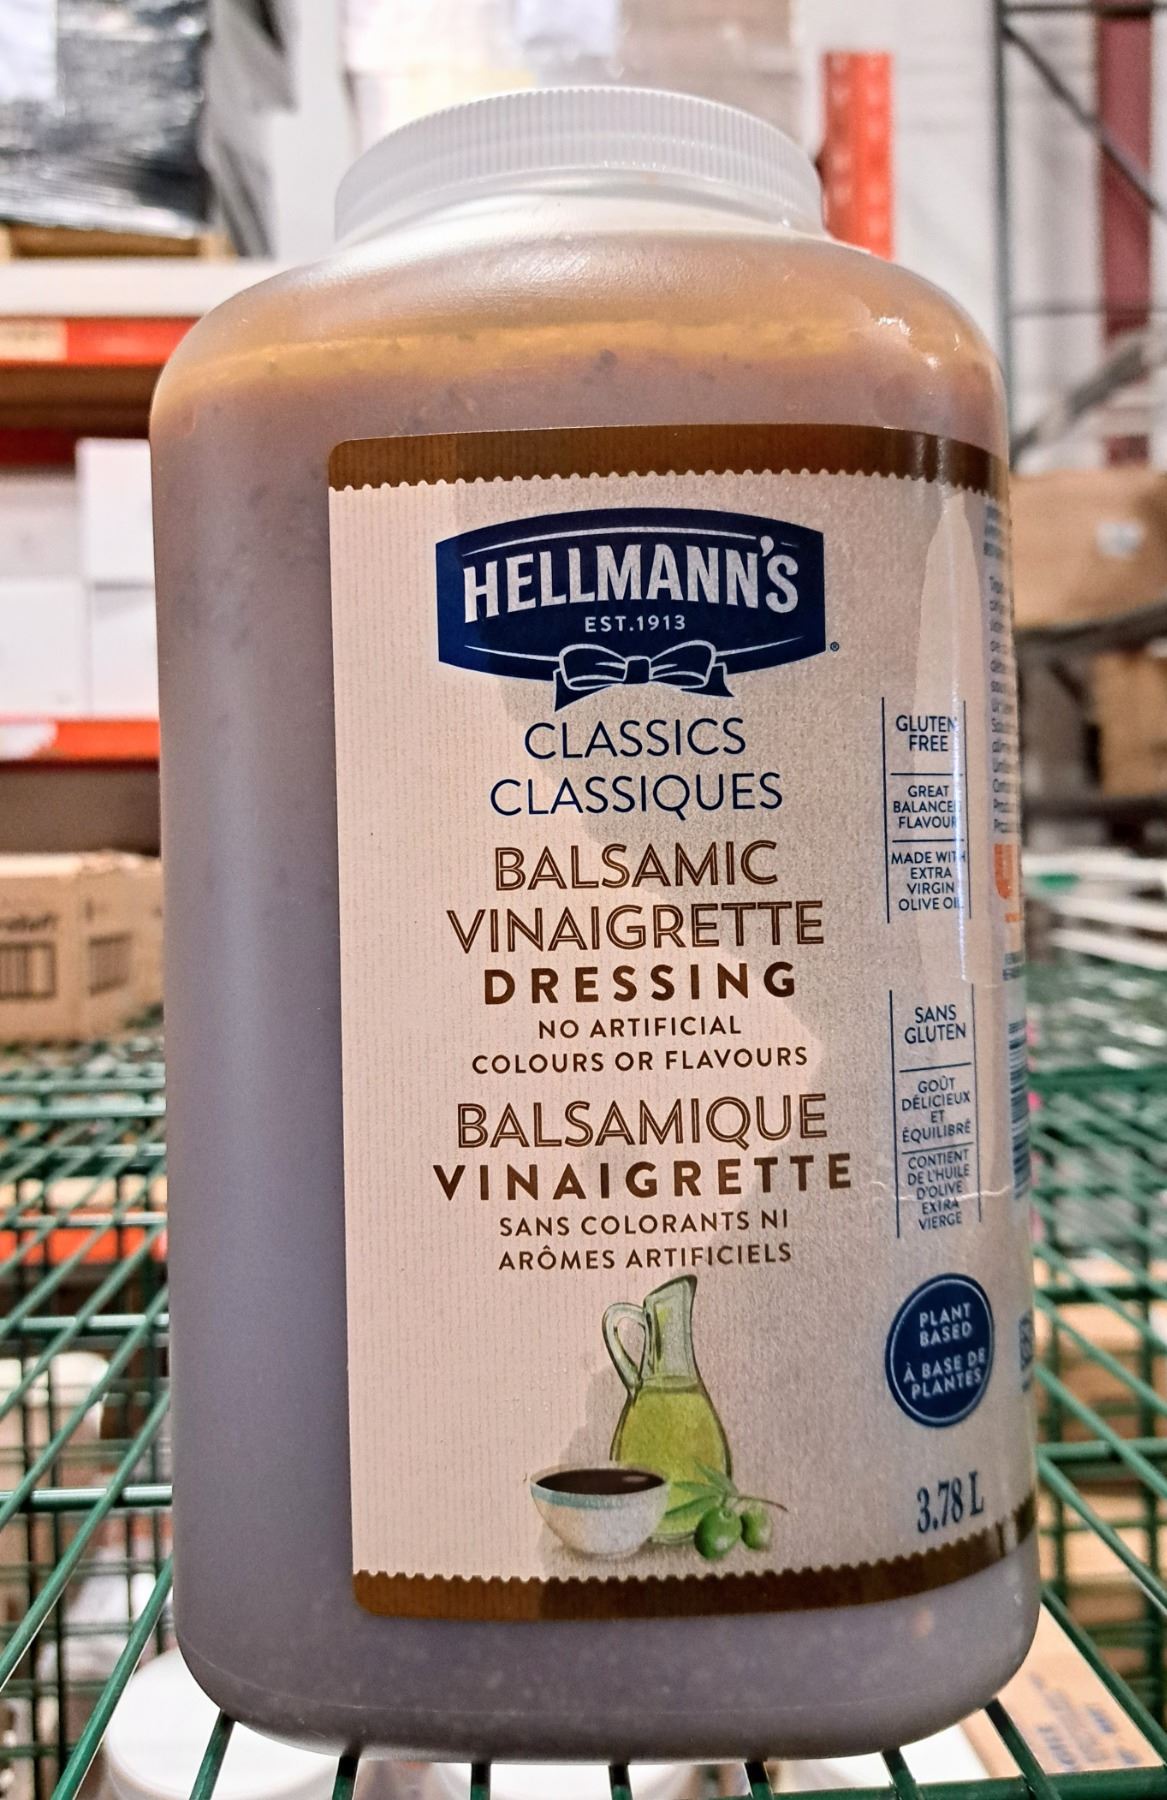 HELLMANN'S
EST.1913
CLASSICS
CLASSIQUES
BALSAMIC
VINAIGRETTE
DRESSING
NO ARTIFICIAL
COLOURS OR FLAVOURS
BALSAMIQUE
VINAIGRETTE
SANS COLORANTS NI
ARÔMES ARTIFICIELS
GLUTEN
FREE
GREAT
BALANCED
FLAVOUR
MADE WITH
EXTRA
VIRGIN
OLIVE OIL
SANS
GLUTEN
GOÛT
DÉLICIEUX
ET
ÉQUILIBRÉ
CONTIENT
DE L'HUILE
D'OLIVE
EXTRA
VIERGE
PLANT
BASED
À BASE DE
PLANTES
3.78 L